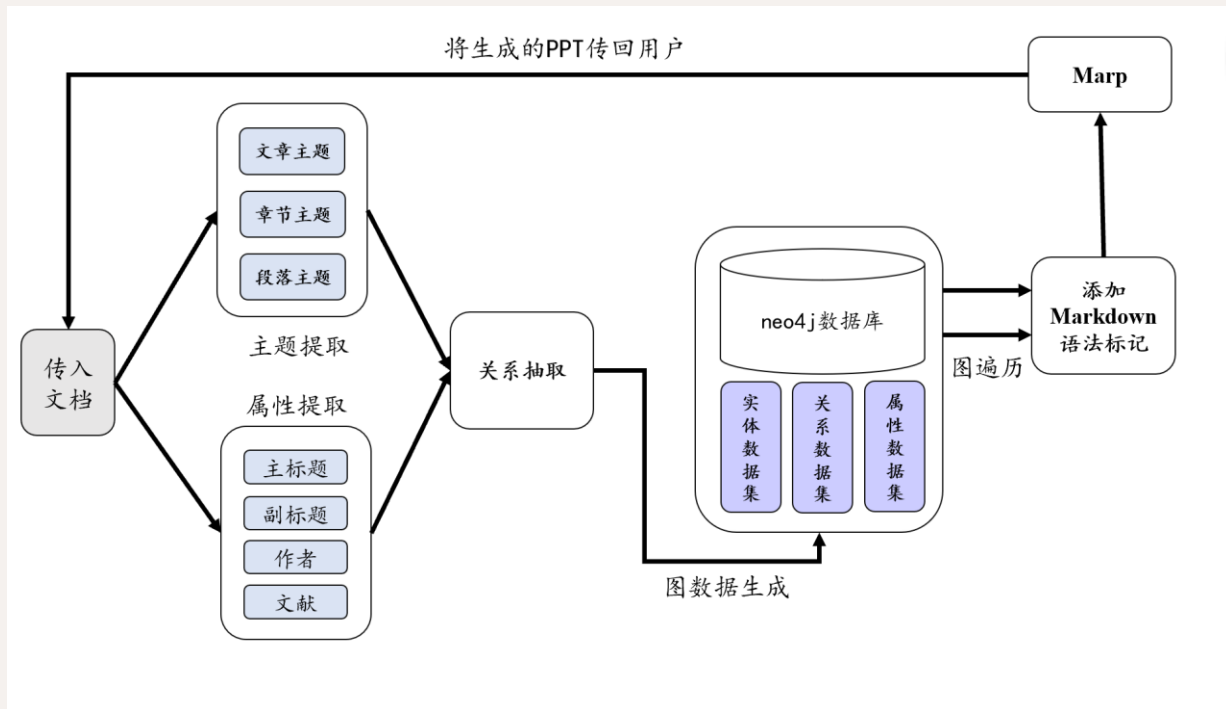 将生成的PPT传回用户
Marp
文章主题
章节主题
段落主题
主题提取
传入
文档
属性提取
主标题
副标题
作者
文献
关系抽取
图数据生成
neo4j数据库
实体数据集
关系数据集
属性数据集
图遍历
添加
Markdown
语法标记